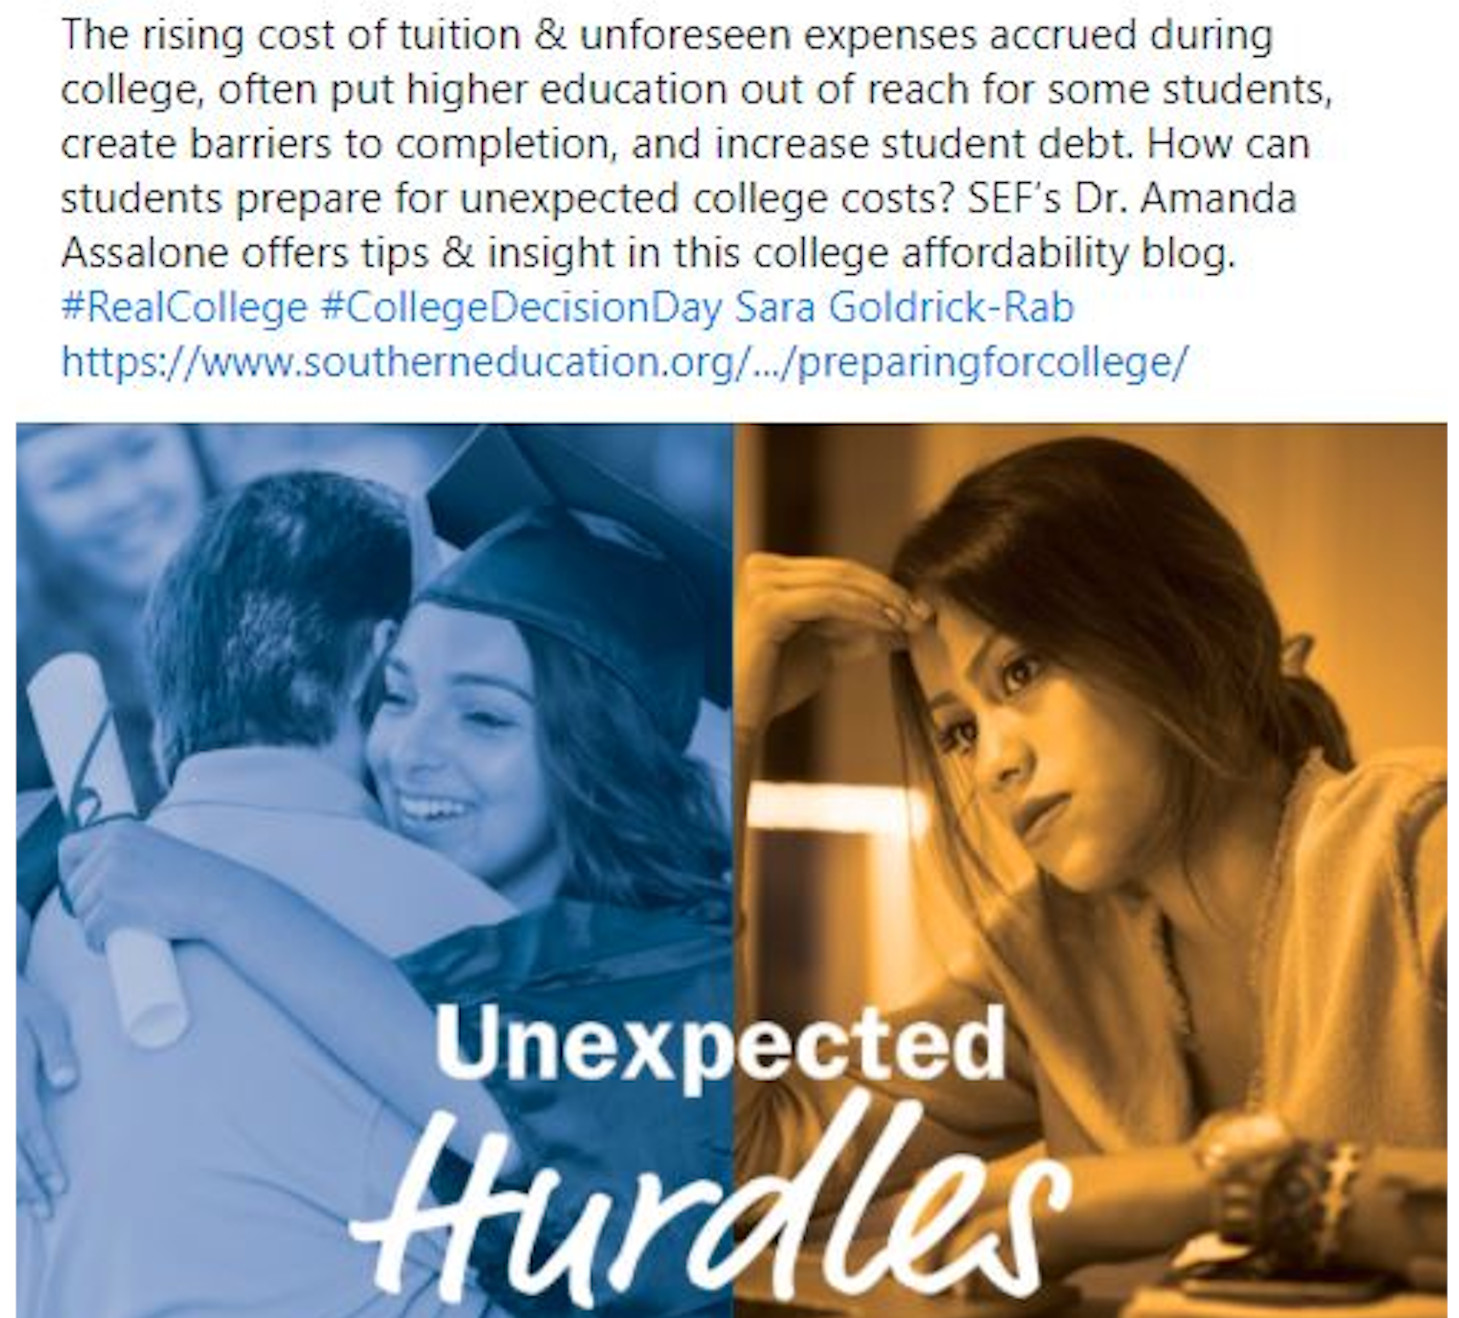 The rising cost of tuition & unforeseen expenses accrued during
college, often put higher education out of reach for some students,
create barriers to completion, and increase student debt. How can
students prepare for unexpected college costs? SEF's Dr. Amanda
Assalone offers tips & insight in this college affordability blog.
#RealCollege #CollegeDecisionDay Sara Goldrick-Rab
https://www.southerneducation.org/.../preparingforcollege/
Unexpected
Hurdles